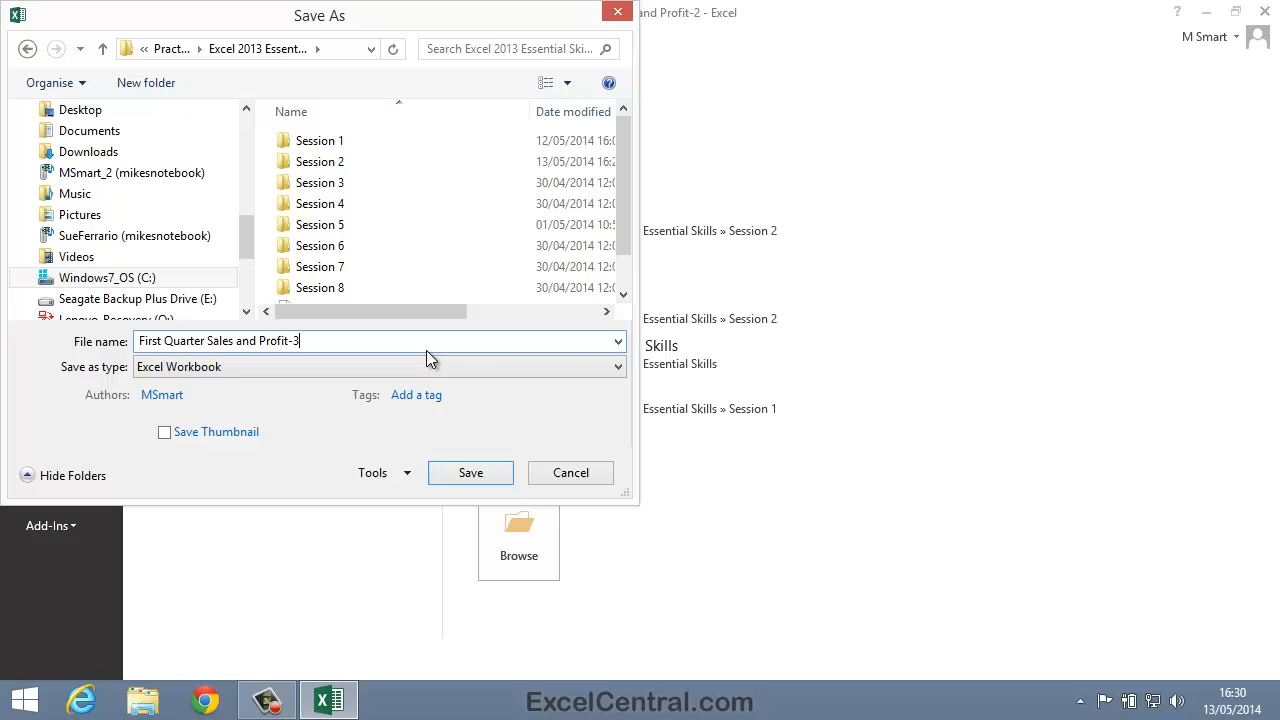 Save As
and Profit-2 - Excel
?
M Smart
« Pract... Excel 2013 Essent...
Search Excel 2013 Essential Ski...
Organise New folder
Name Date modified
Desktop
Documents
Downloads
MSmart_2 (mikesnotebook)
Music
Pictures
SueFerrario (mikesnotebook)
Videos
Windows7_OS (C:)
Seagate Backup Plus Drive (E:)
Lenovo_Recovery (Q:)
Session 1 12/05/2014 16:0
Session 2 13/05/2014 16:2
Session 3 30/04/2014 12:0
Session 4 30/04/2014 12:0
Session 5 01/05/2014 10:5
Session 6 30/04/2014 12:0
Session 7 30/04/2014 12:0
Session 8 30/04/2014 12:0
File name: First Quarter Sales and Profit-3
Save as type: Excel Workbook
Authors: MSmart Tags: Add a tag
Save Thumbnail
Hide Folders Tools Save Cancel
Essential Skills » Session 2
Essential Skills » Session 2
Skills
Essential Skills
Essential Skills » Session 1
Add-Ins
Browse
ExcelCentral.com
16:30
13/05/2014